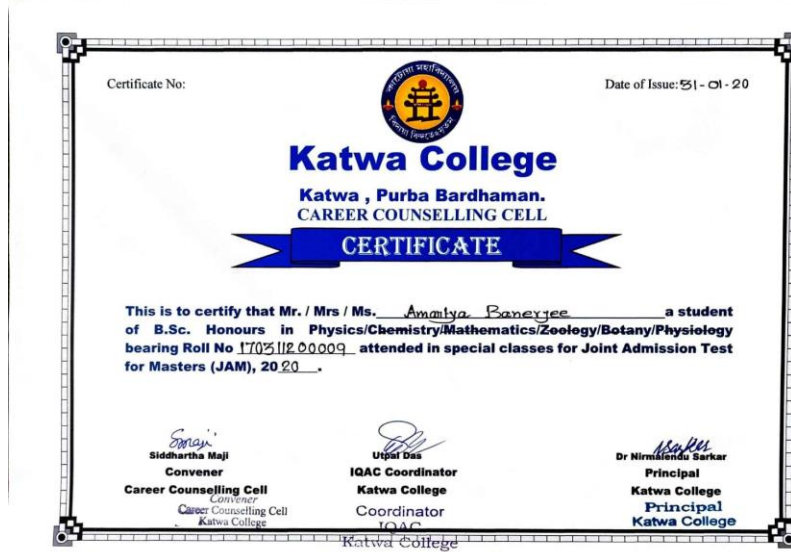 Certificate No:
Date of Issue: 31-01-20
Katwa College
Katwa , Purba Bardhaman.
CAREER COUNSELLING CELL
CERTIFICATE
This is to certify that Mr. / Mrs / Ms. Amartya Banerjee a student
of B.Sc. Honours in Physics/Chemistry/Mathematics/Zoology/Botany/Physiology
bearing Roll No 170311200009 attended in special classes for Joint Admission Test
for Masters (JAM), 2020.
Siddhartha Maji
Convener
Career Counselling Cell
Convener
Career Counselling Cell
Katwa College
Utpal Das
IQAC Coordinator
Katwa College
Coordinator
IQAC
Katwa College
Dr Nirmalendu Sarkar
Principal
Katwa College
Principal
Katwa College